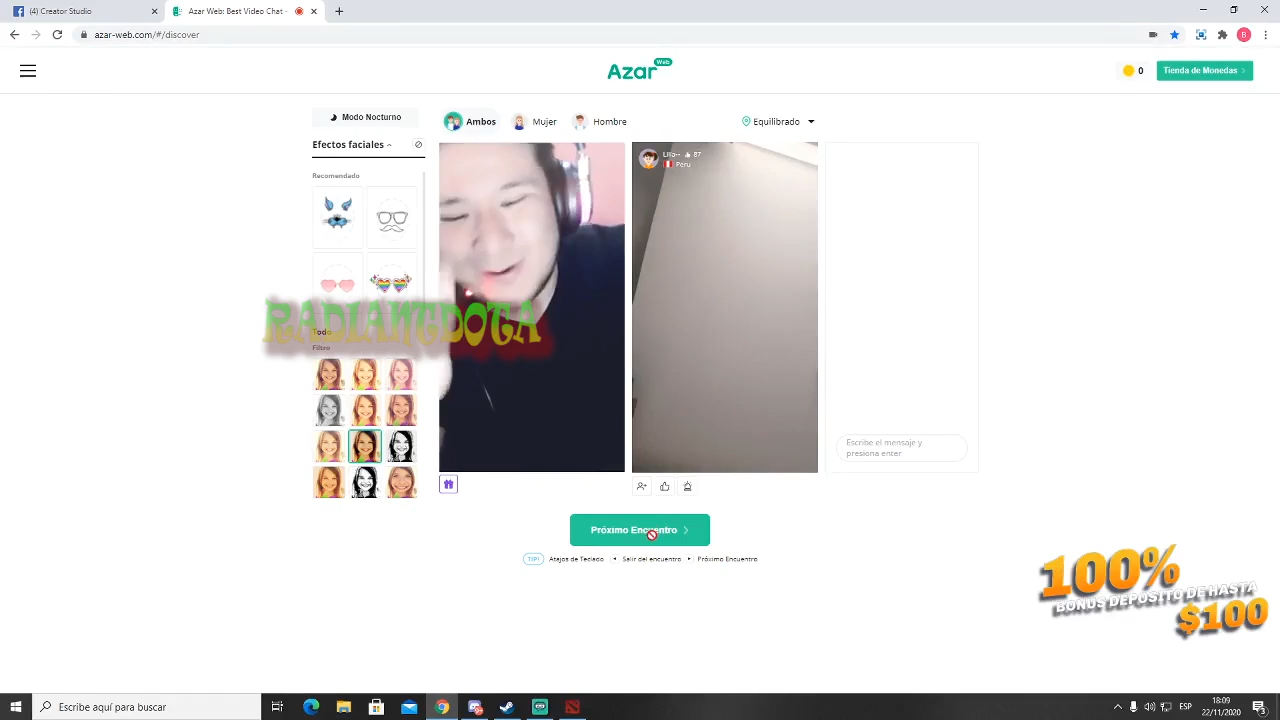 (4) Creator Studio
Azar Web: Best Video Chat -
azar-web.com/#/discover
B
Azar Web
0
Tienda de Monedas
Modo Nocturno
Ambos
Mujer
Hombre
Equilibrado
Efectos faciales
Recomendado
87
Peru
RADIANTDOTA
Todo
Filtro
Escribe el mensaje y
presiona enter
Próximo Encuentro
TIP!
Atajos de Teclado
Salir del encuentro
Próximo Encuentro
100%
BONUS DEPOSITO DE HASTA
$100
Escribe aquí para buscar
ESP
18:09
22/11/2020